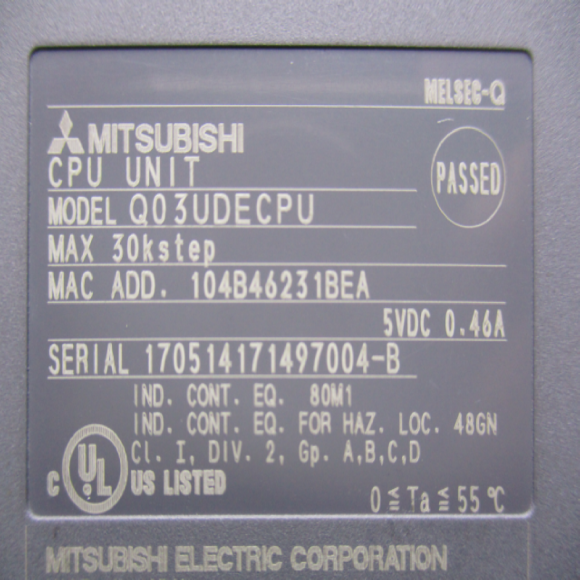 MELSEC-Q
MITSUBISHI
CPU UNIT
PASSED
MODEL Q03UDECPU
MAX 30kstep
MAC ADD. 104B46231BEA
5VDC 0.46A
SERIAL 170514171497004-B
IND. CONT. EQ. 80M1
IND. CONT. EQ. FOR HAZ. LOC. 48GN
Cl. I, DIV. 2, Gp. A,B,C,D
C UL US LISTED
0≦Ta≦55℃
MITSUBISHI ELECTRIC CORPORATION